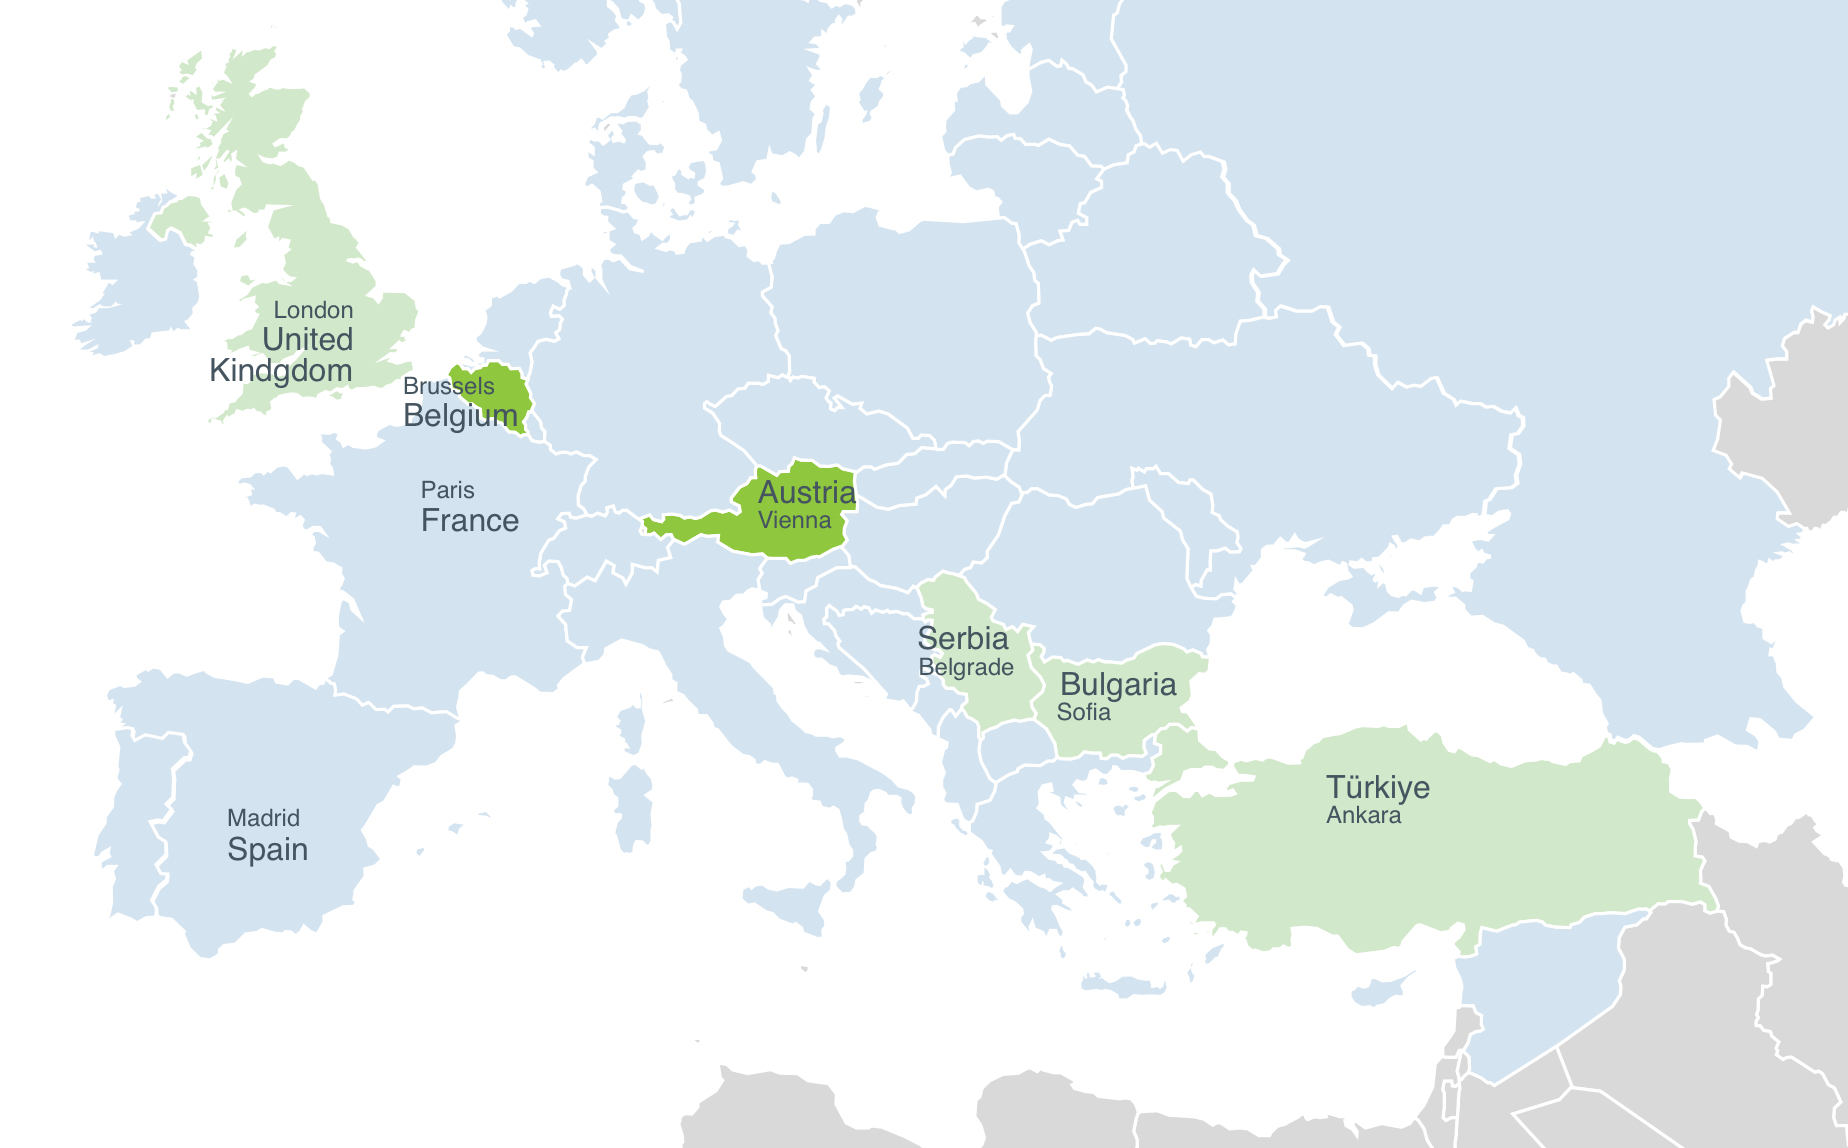 London
United
Kindgdom
Brussels
Belgium
Paris
France
Austria
Vienna
Serbia
Belgrade
Bulgaria
Sofia
Türkiye
Ankara
Madrid
Spain